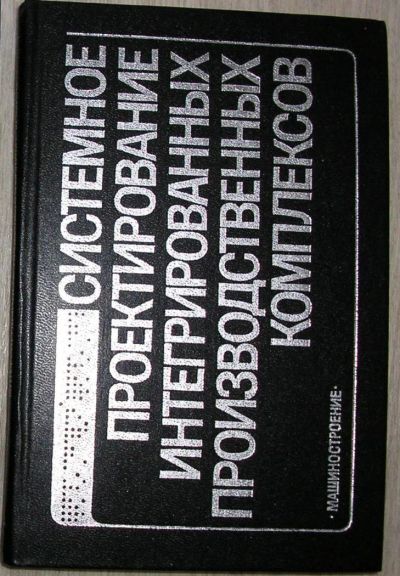 СИСТЕМНОЕ
ПРОЕКТИРОВАНИЕ
ИНТЕГРИРОВАННЫХ
ПРОИЗВОДСТВЕННЫХ
КОМПЛЕКСОВ
· МАШИНОСТРОЕНИЕ ·